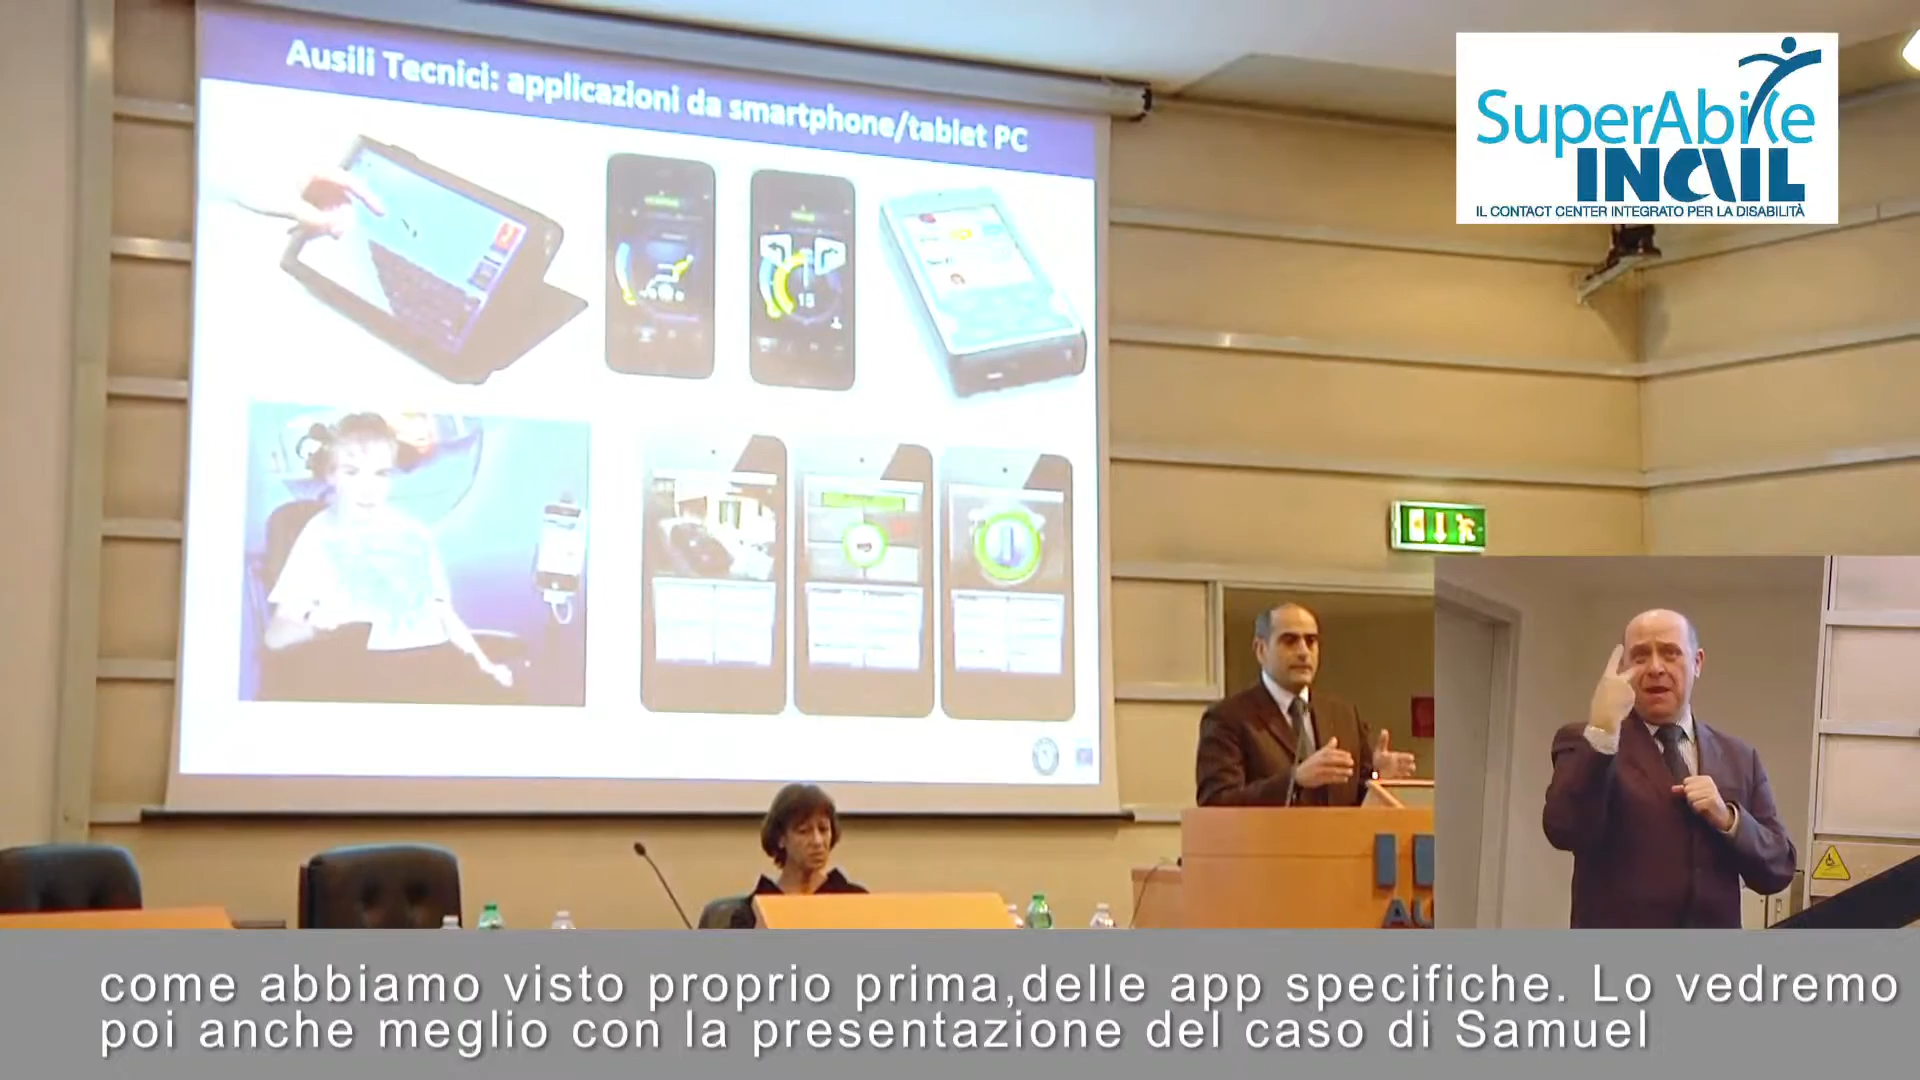 Ausili Tecnici: applicazioni da smartphone/tablet PC
SuperAbile
INAIL
IL CONTACT CENTER INTEGRATO PER LA DISABILITÀ
15
come abbiamo visto proprio prima,delle app specifiche. Lo vedremo
poi anche meglio con la presentazione del caso di Samuel